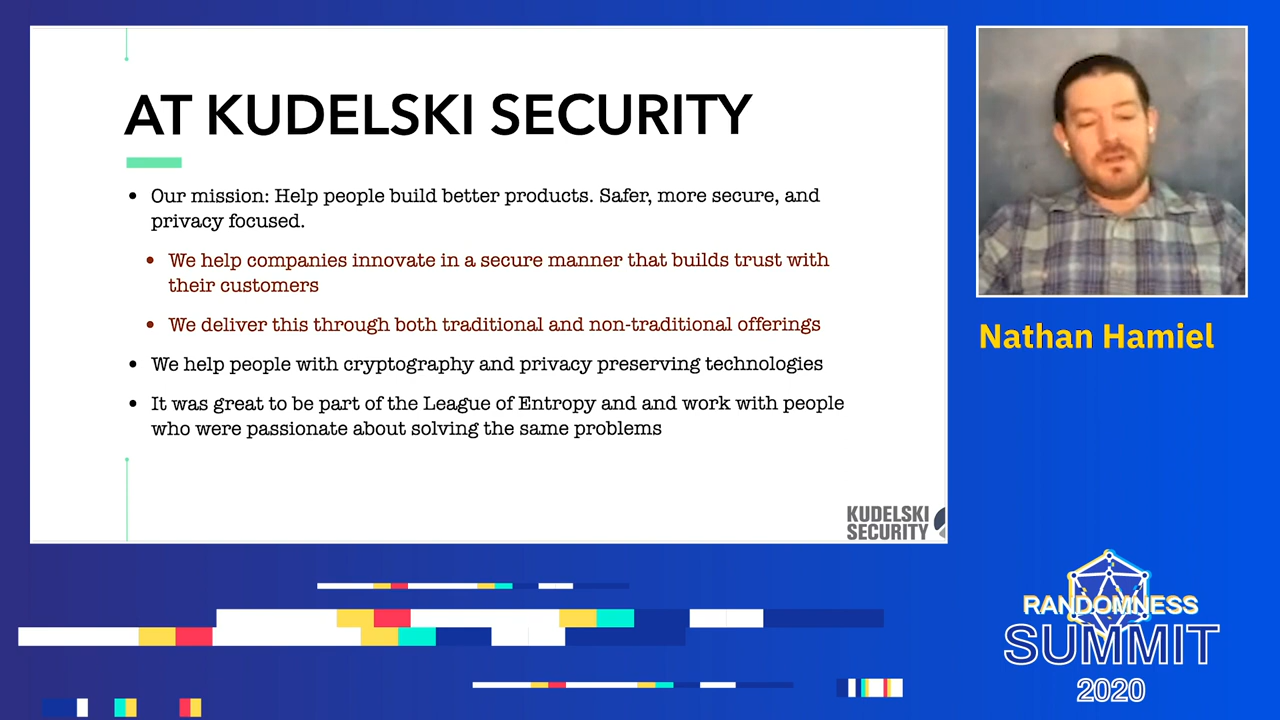 AT KUDELSKI SECURITY
• Our mission: Help people build better products. Safer, more secure, and
privacy focused.
• We help companies innovate in a secure manner that builds trust with
their customers
• We deliver this through both traditional and non-traditional offerings
• We help people with cryptography and privacy preserving technologies
• It was great to be part of the League of Entropy and and work with people
who were passionate about solving the same problems
KUDELSKI
SECURITY
Nathan Hamiel
RANDOMNESS
SUMMIT
2020